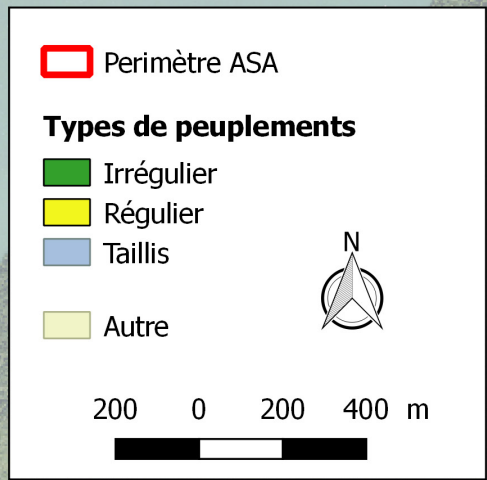 Perimètre ASA
Types de peuplements
Irrégulier
Régulier
Taillis
Autre
N
200 0 200 400 m